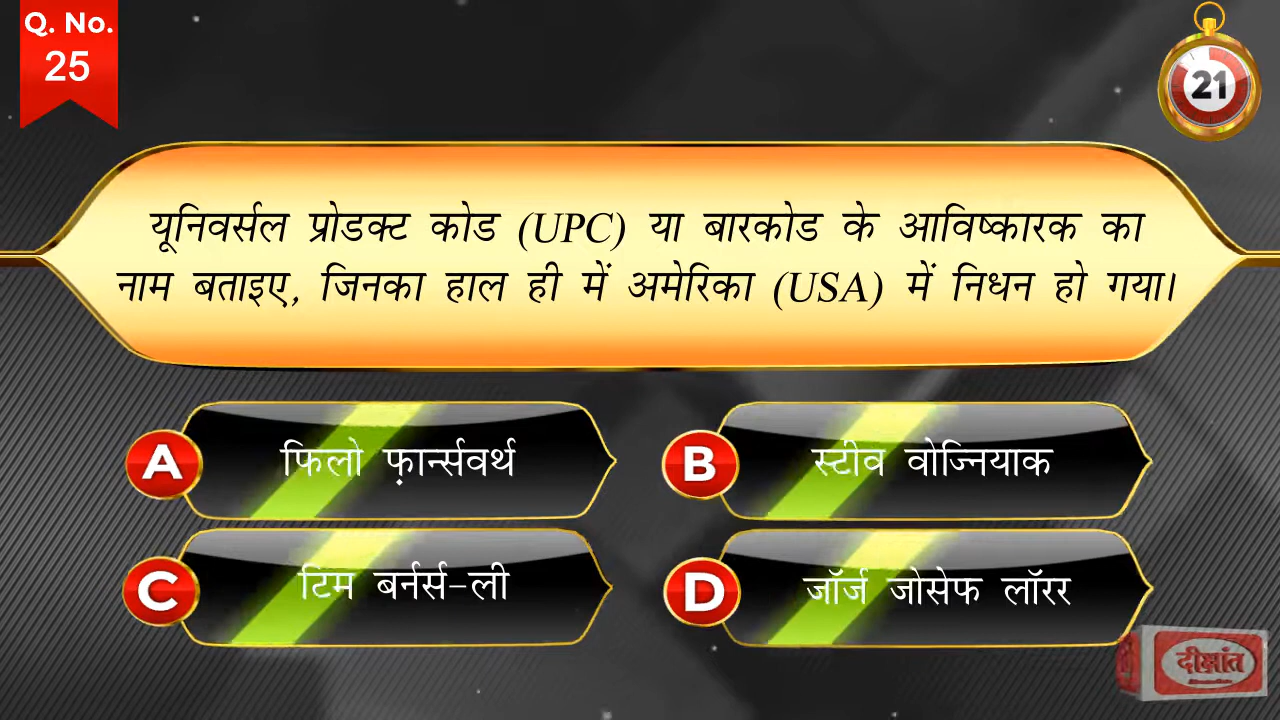 Q. No.
25
21
यूनिवर्सल प्रोडक्ट कोड (UPC) या बारकोड के आविष्कारक का
नाम बताइए, जिनका हाल ही में अमेरिका (USA) में निधन हो गया।
A फिलो फ़ार्न्सवर्थ
B स्टीव वोज्नियाक
C टिम बर्नर्स-ली
D जॉर्ज जोसेफ लॉरर
दीक्षांत